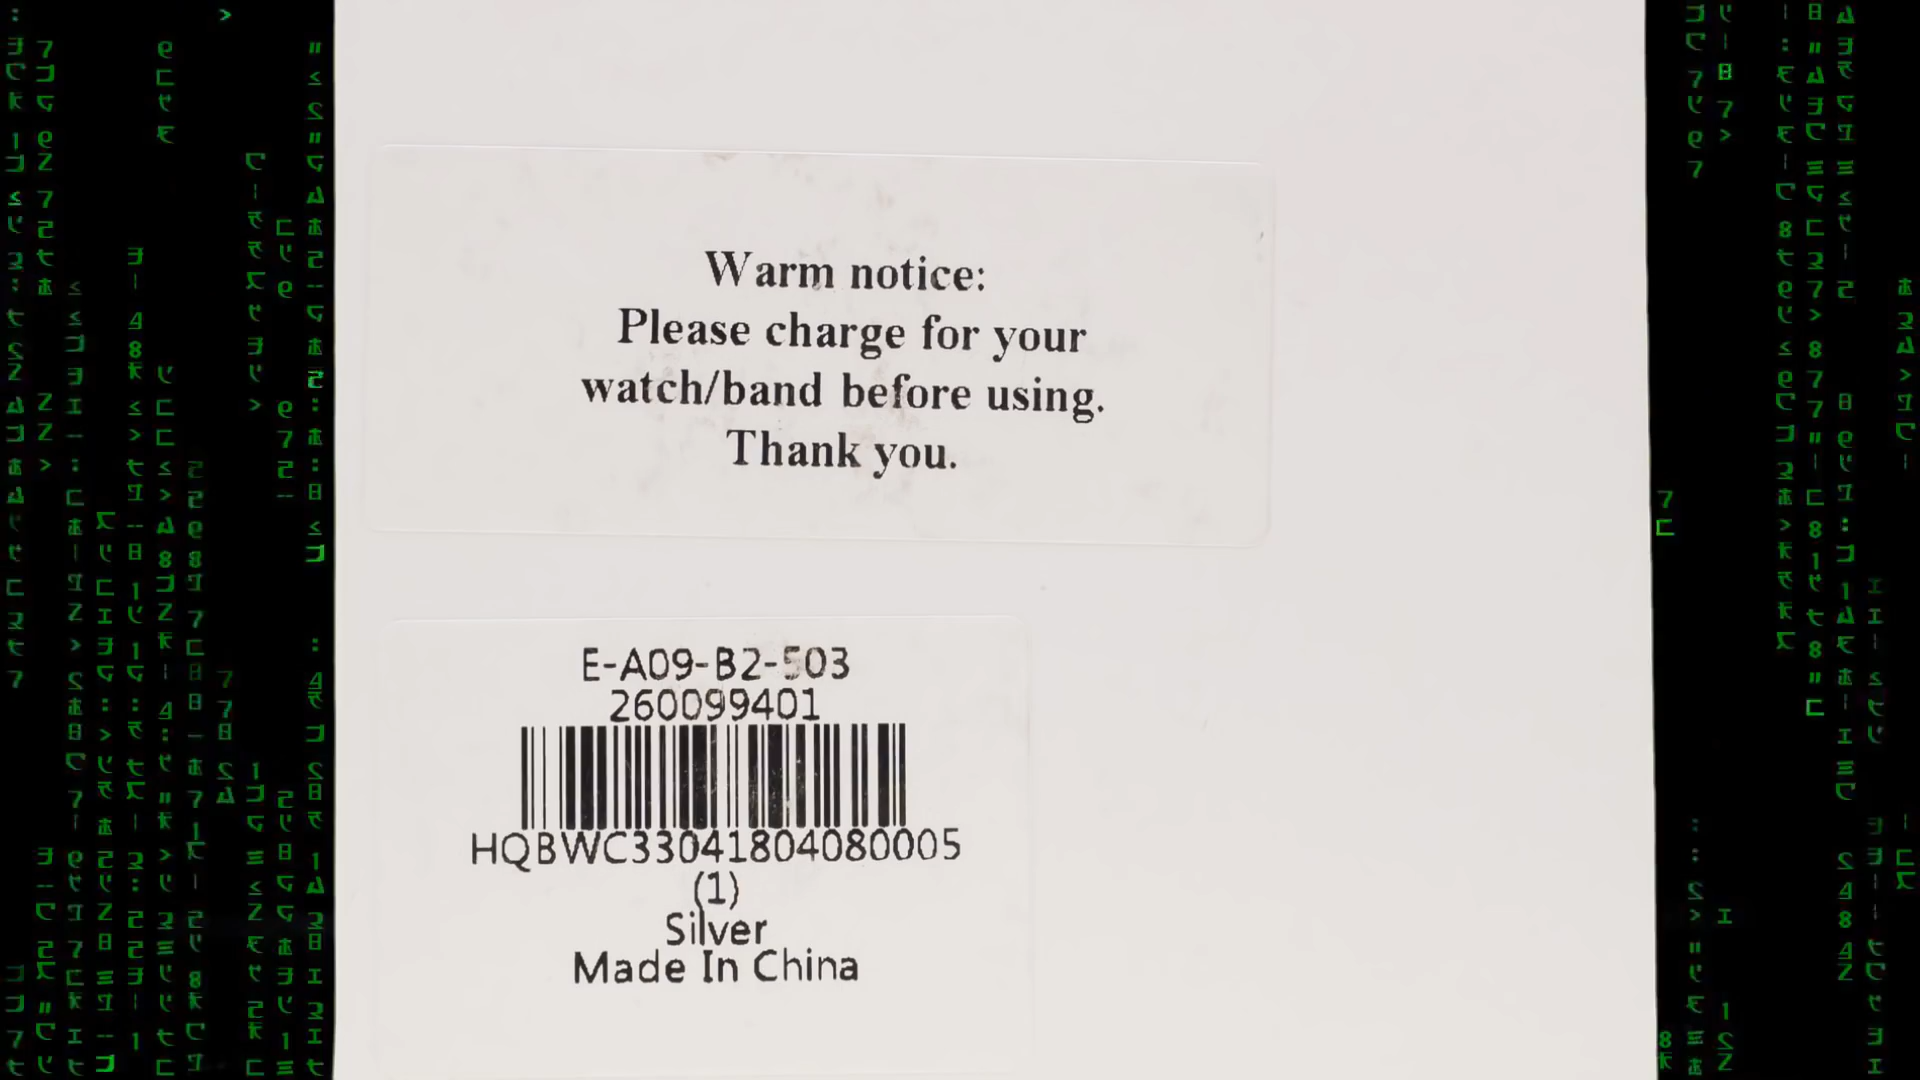 Warm notice:
Please charge for your
watch/band before using.
Thank you.
E-A09-B2-503
260099401
HQBWC33041804080005
(1)
Silver
Made In China